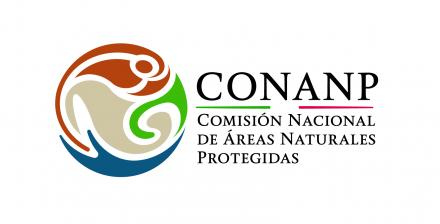 CONANP
COMISIÓN NACIONAL
DE ÁREAS NATURALES
PROTEGIDAS